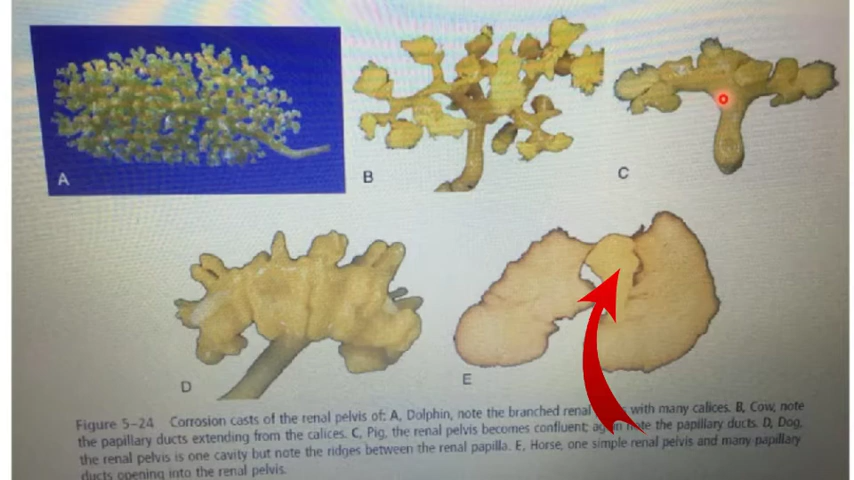 A
B
C
D
E
Figure 5-24 Corrosion casts of the renal pelvis of: A, Dolphin, note the branched renal with many calices. B, Cow, note
the papillary ducts extending from the calices. C, Pig, the renal pelvis becomes confluent; again note the papillary ducts. D, Dog,
the renal pelvis is one cavity but note the ridges between the renal papilla. E, Horse, one simple renal pelvis and many papillary
ducts opening into the renal pelvis.